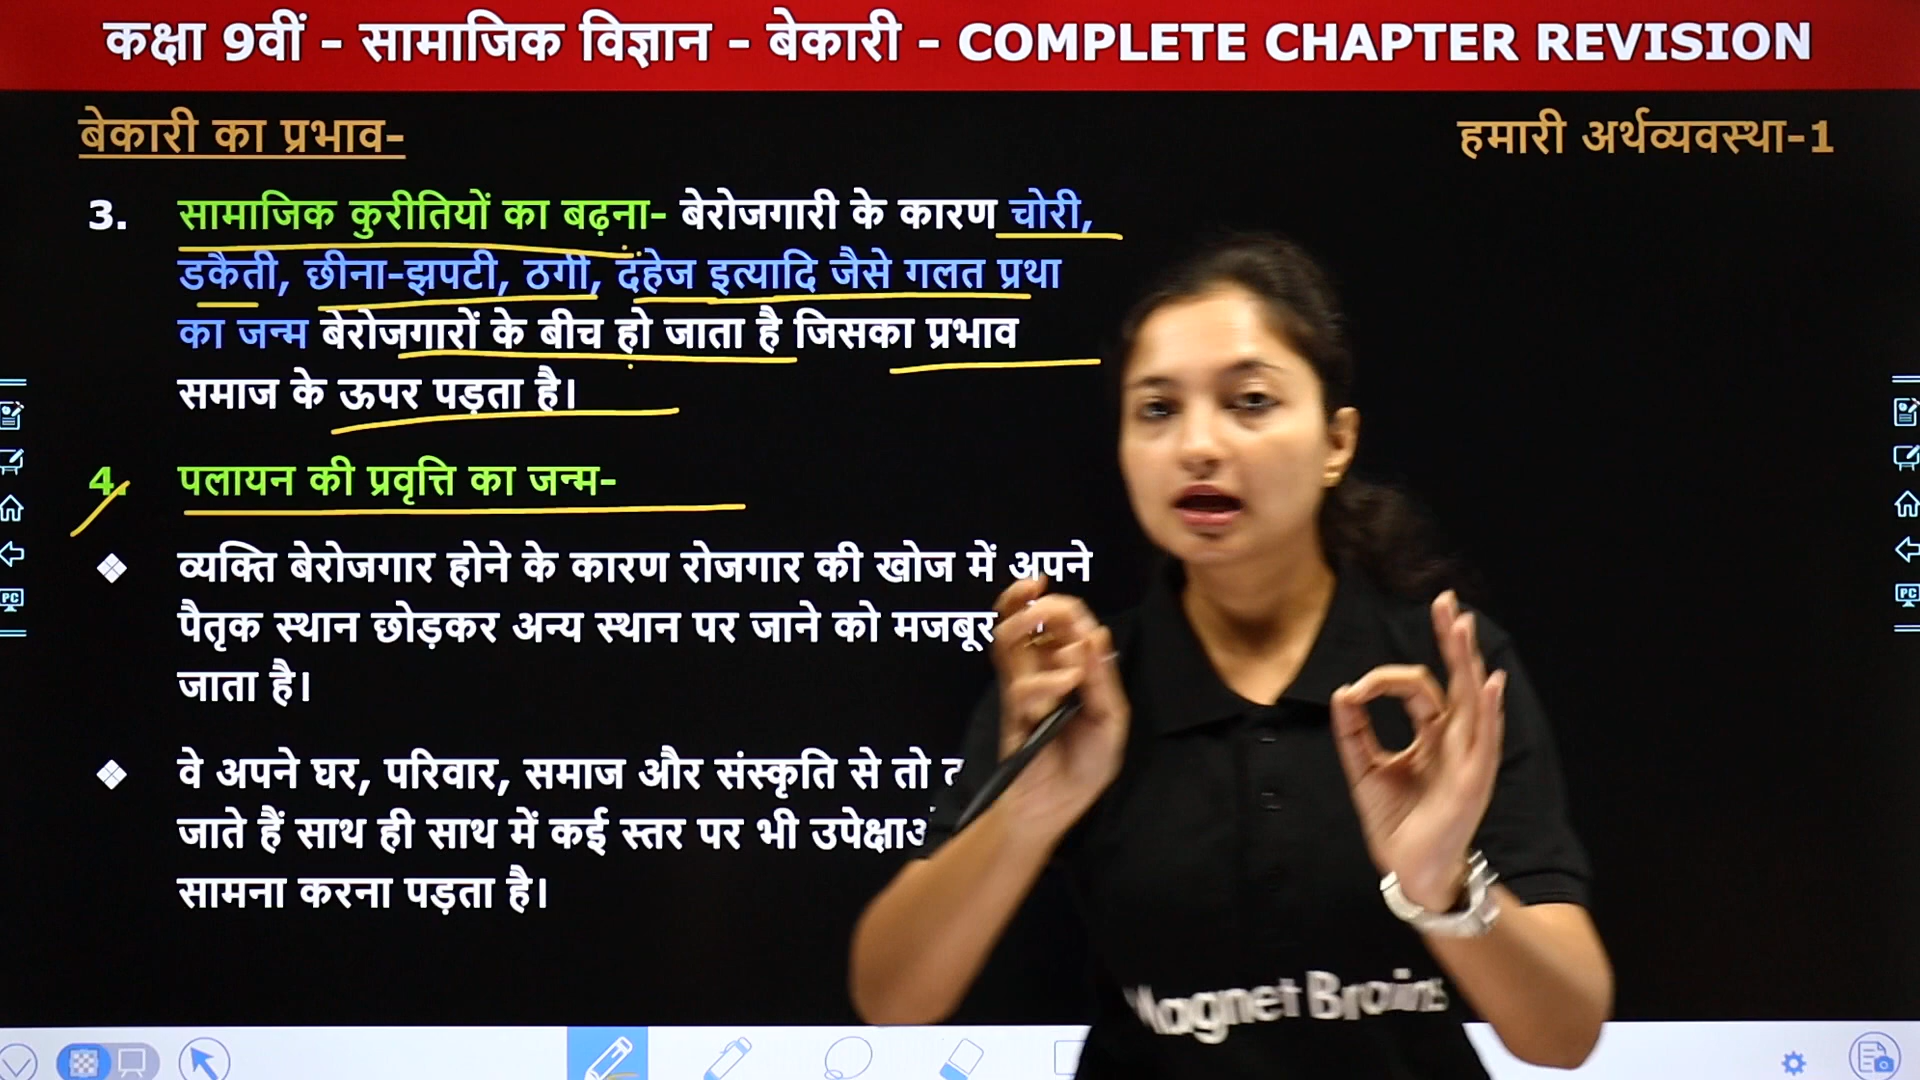 कक्षा 9वीं - सामाजिक विज्ञान - बेकारी - COMPLETE CHAPTER REVISION
बेकारी का प्रभाव-
हमारी अर्थव्यवस्था-1
3. सामाजिक कुरीतियों का बढ़ना- बेरोजगारी के कारण चोरी,
डकैती, छीना-झपटी, ठगी, दहेज इत्यादि जैसे गलत प्रथा
का जन्म बेरोजगारों के बीच हो जाता है जिसका प्रभाव
समाज के ऊपर पड़ता है।
4. पलायन की प्रवृत्ति का जन्म-
❖ व्यक्ति बेरोजगार होने के कारण रोजगार की खोज में अपने
पैतृक स्थान छोड़कर अन्य स्थान पर जाने को मजबूर
जाता है।
❖ वे अपने घर, परिवार, समाज और संस्कृति से तो
जाते हैं साथ ही साथ में कई स्तर पर भी
सामना करना पड़ता है।
Magnet Brains
PC
PC